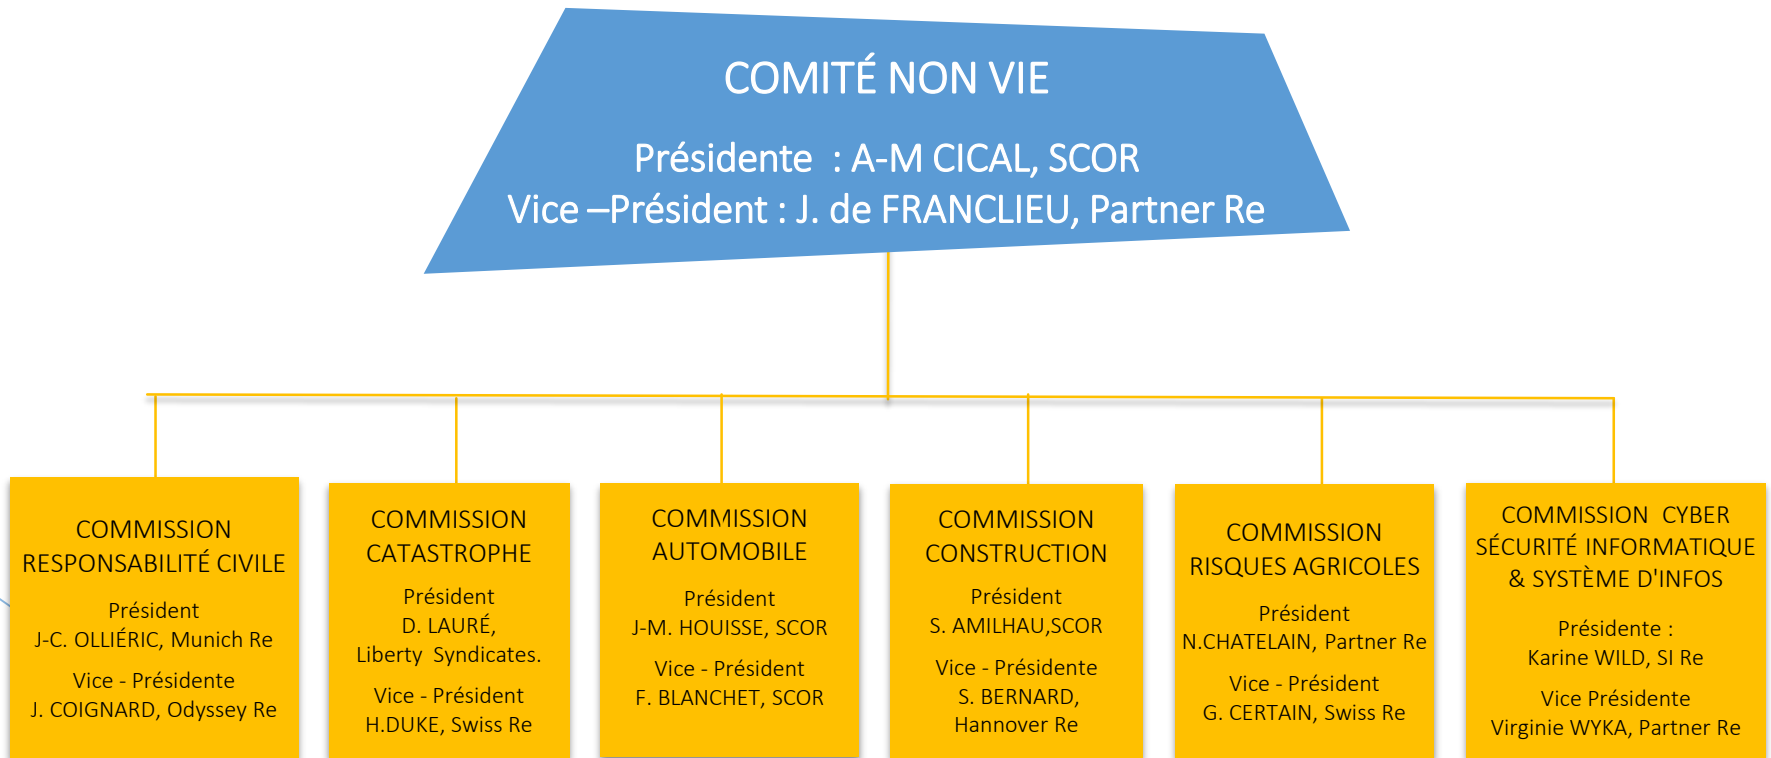 COMITÉ NON VIE
Présidente : A-M CICAL, SCOR
Vice –Président : J. de FRANCLIEU, Partner Re
COMMISSION
RESPONSABILITÉ CIVILE
Président
J-C. OLLIÉRIC, Munich Re
Vice - Présidente
J. COIGNARD, Odyssey Re
COMMISSION
CATASTROPHE
Président
D. LAURÉ,
Liberty Syndicates.
Vice - Président
H.DUKE, Swiss Re
COMMISSION
AUTOMOBILE
Président
J-M. HOUISSE, SCOR
Vice - Président
F. BLANCHET, SCOR
COMMISSION
CONSTRUCTION
Président
S. AMILHAU,SCOR
Vice - Présidente
S. BERNARD,
Hannover Re
COMMISSION
RISQUES AGRICOLES
Président
N.CHATELAIN, Partner Re
Vice - Président
G. CERTAIN, Swiss Re
COMMISSION CYBER
SÉCURITÉ INFORMATIQUE
& SYSTÈME D'INFOS
Présidente :
Karine WILD, SI Re
Vice Présidente
Virginie WYKA, Partner Re